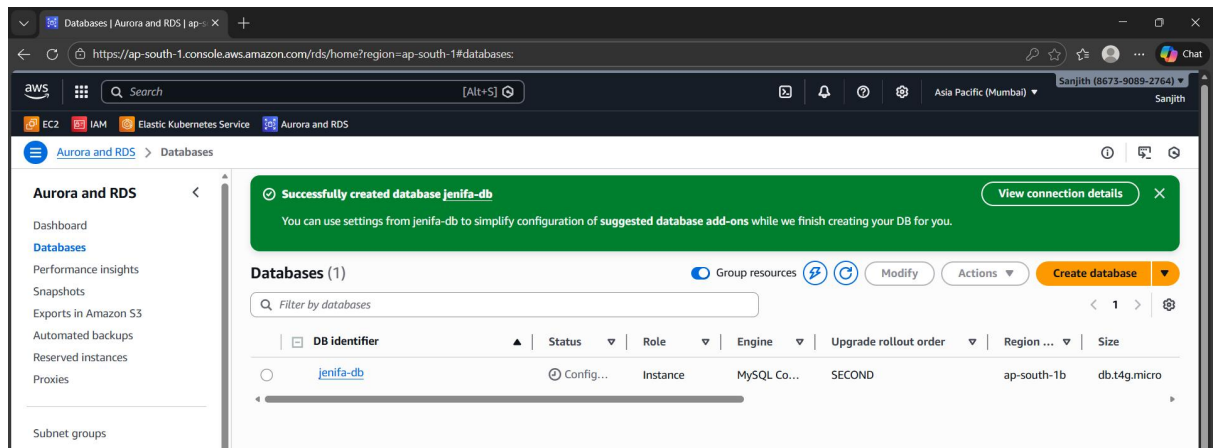 Databases | Aurora and RDS | ap-s
https://ap-south-1.console.aws.amazon.com/rds/home?region=ap-south-1#databases:
Chat
aws
Search
[Alt+S]
Asia Pacific (Mumbai)
Sanjith (8673-9089-2764)
Sanjith
EC2 IAM Elastic Kubernetes Service Aurora and RDS
Aurora and RDS > Databases
Aurora and RDS
Dashboard
Databases
Performance insights
Snapshots
Exports in Amazon S3
Automated backups
Reserved instances
Proxies
Subnet groups
Successfully created database jenifa-db
View connection details
You can use settings from jenifa-db to simplify configuration of suggested database add-ons while we finish creating your DB for you.
Databases (1)
Group resources
Modify
Actions
Create database
Filter by databases
1
DB identifier Status Role Engine Upgrade rollout order Region ... Size
jenifa-db Config... Instance MySQL Co... SECOND ap-south-1b db.t4g.micro